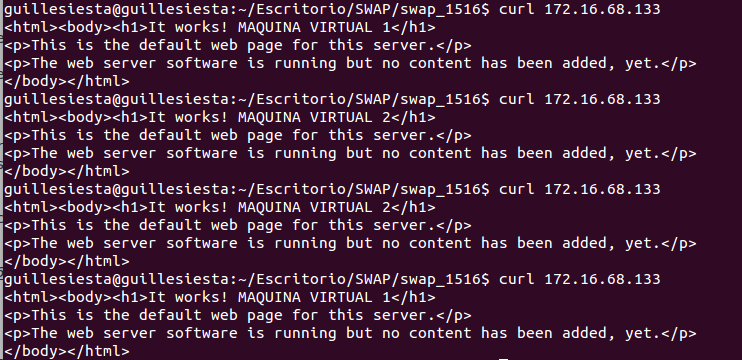 guillesiesta@guillesiesta:~/Escritorio/SWAP/swap_1516$ curl 172.16.68.133
<html><body><h1>It works! MAQUINA VIRTUAL 1</h1>
<p>This is the default web page for this server.</p>
<p>The web server software is running but no content has been added, yet.</p>
</body></html>
guillesiesta@guillesiesta:~/Escritorio/SWAP/swap_1516$ curl 172.16.68.133
<html><body><h1>It works! MAQUINA VIRTUAL 2</h1>
<p>This is the default web page for this server.</p>
<p>The web server software is running but no content has been added, yet.</p>
</body></html>
guillesiesta@guillesiesta:~/Escritorio/SWAP/swap_1516$ curl 172.16.68.133
<html><body><h1>It works! MAQUINA VIRTUAL 2</h1>
<p>This is the default web page for this server.</p>
<p>The web server software is running but no content has been added, yet.</p>
</body></html>
guillesiesta@guillesiesta:~/Escritorio/SWAP/swap_1516$ curl 172.16.68.133
<html><body><h1>It works! MAQUINA VIRTUAL 1</h1>
<p>This is the default web page for this server.</p>
<p>The web server software is running but no content has been added, yet.</p>
</body></html>